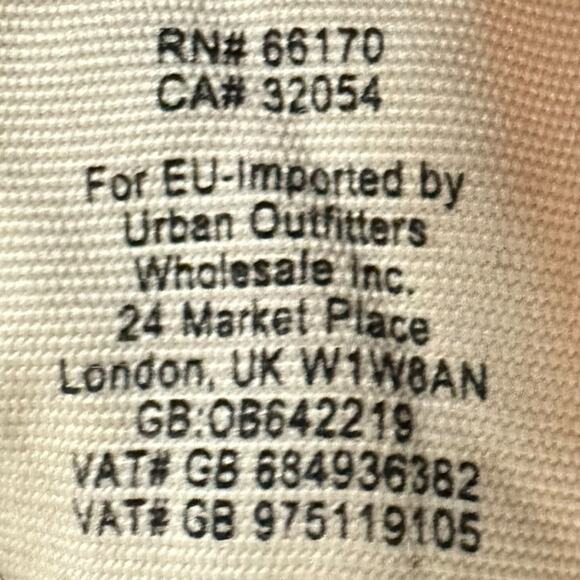 RN# 66170
CA# 32054
For EU-Imported by
Urban Outfitters
Wholesale Inc.
24 Market Place
London, UK W1W8AN
GB:OB642219
VAT# GB 684936382
VAT# GB 975119105